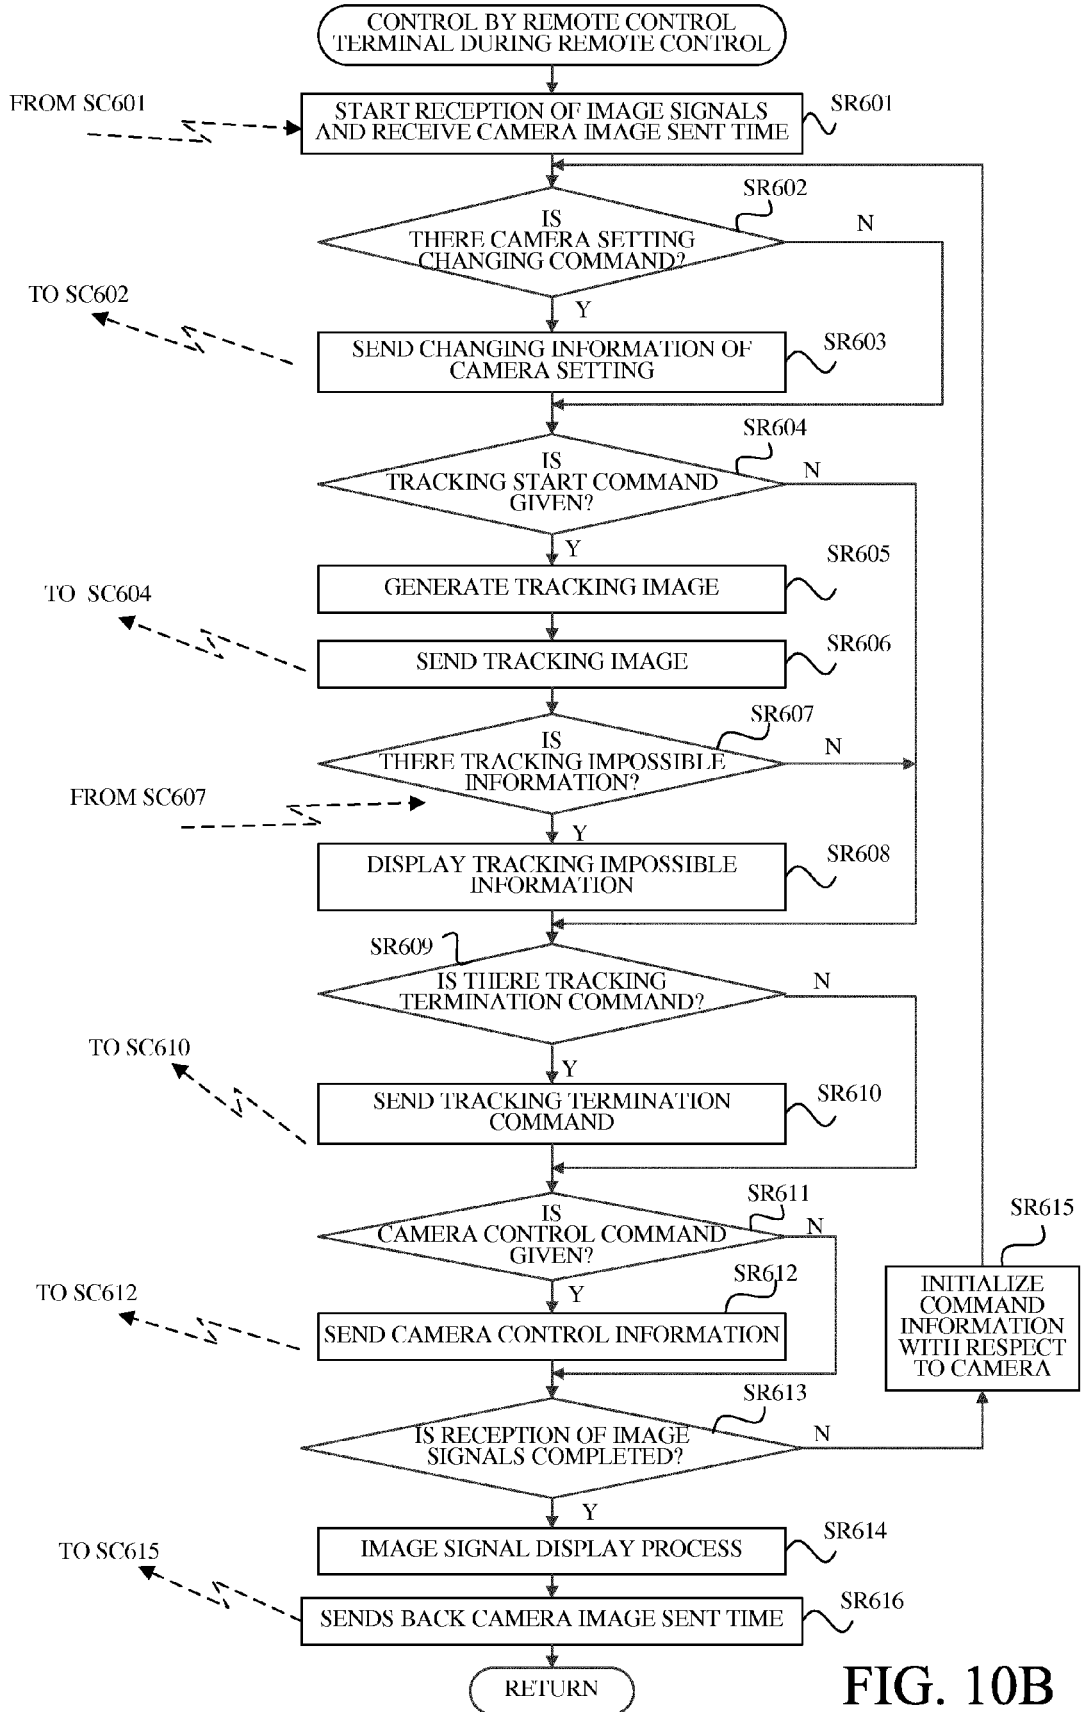 CONTROL BY REMOTE CONTROL
TERMINAL DURING REMOTE CONTROL
FROM SC601
START RECEPTION OF IMAGE SIGNALS
AND RECEIVE CAMERA IMAGE SENT TIME
SR601
SR602
IS
THERE CAMERA SETTING
CHANGING COMMAND?
N
Y
TO SC602
SEND CHANGING INFORMATION OF
CAMERA SETTING
SR603
SR604
IS
TRACKING START COMMAND
GIVEN?
N
Y
GENERATE TRACKING IMAGE
SR605
TO SC604
SEND TRACKING IMAGE
SR606
SR607
IS
THERE TRACKING IMPOSSIBLE
INFORMATION?
N
FROM SC607
Y
DISPLAY TRACKING IMPOSSIBLE
INFORMATION
SR608
SR609
IS THERE TRACKING
TERMINATION COMMAND?
N
Y
TO SC610
SEND TRACKING TERMINATION
COMMAND
SR610
SR611
IS
CAMERA CONTROL COMMAND
GIVEN?
N
Y
SR612
TO SC612
SEND CAMERA CONTROL INFORMATION
SR615
INITIALIZE
COMMAND
INFORMATION
WITH RESPECT
TO CAMERA
SR613
IS RECEPTION OF IMAGE
SIGNALS COMPLETED?
N
Y
IMAGE SIGNAL DISPLAY PROCESS
SR614
TO SC615
SENDS BACK CAMERA IMAGE SENT TIME
SR616
RETURN
FIG. 10B